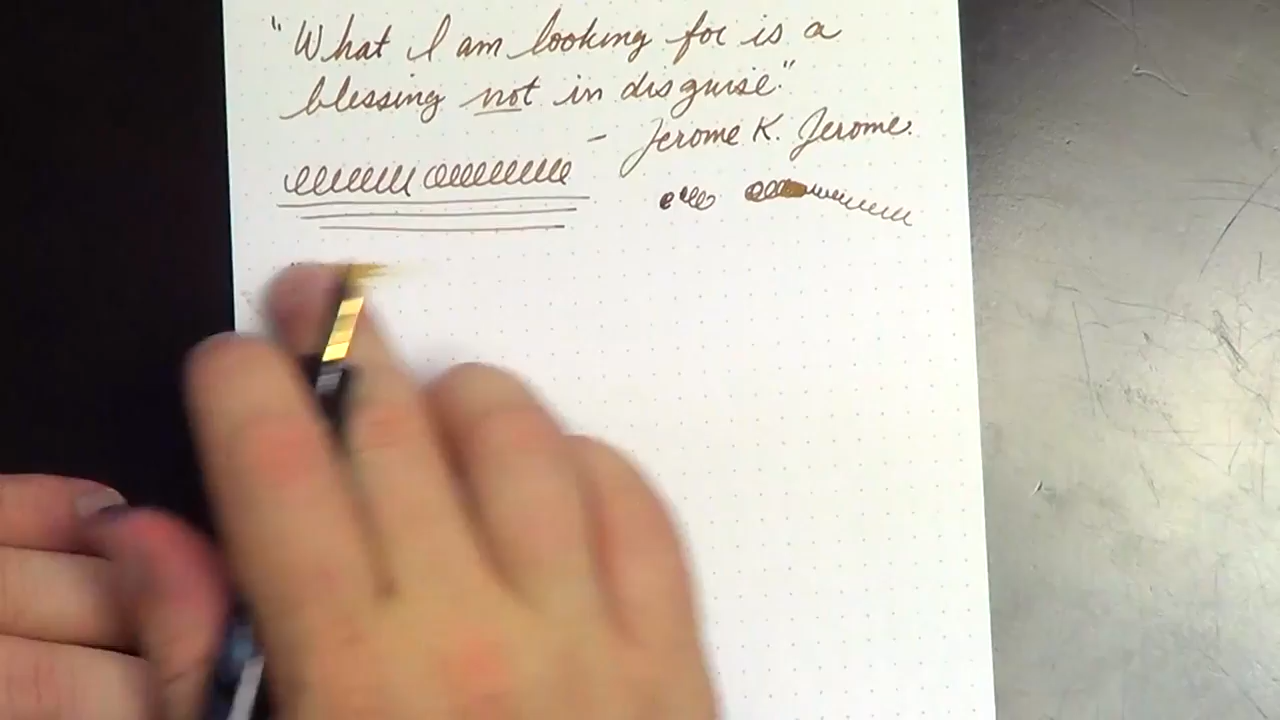 "What I am looking for is a
blessing not in disguise."
- Jerome K. Jerome.